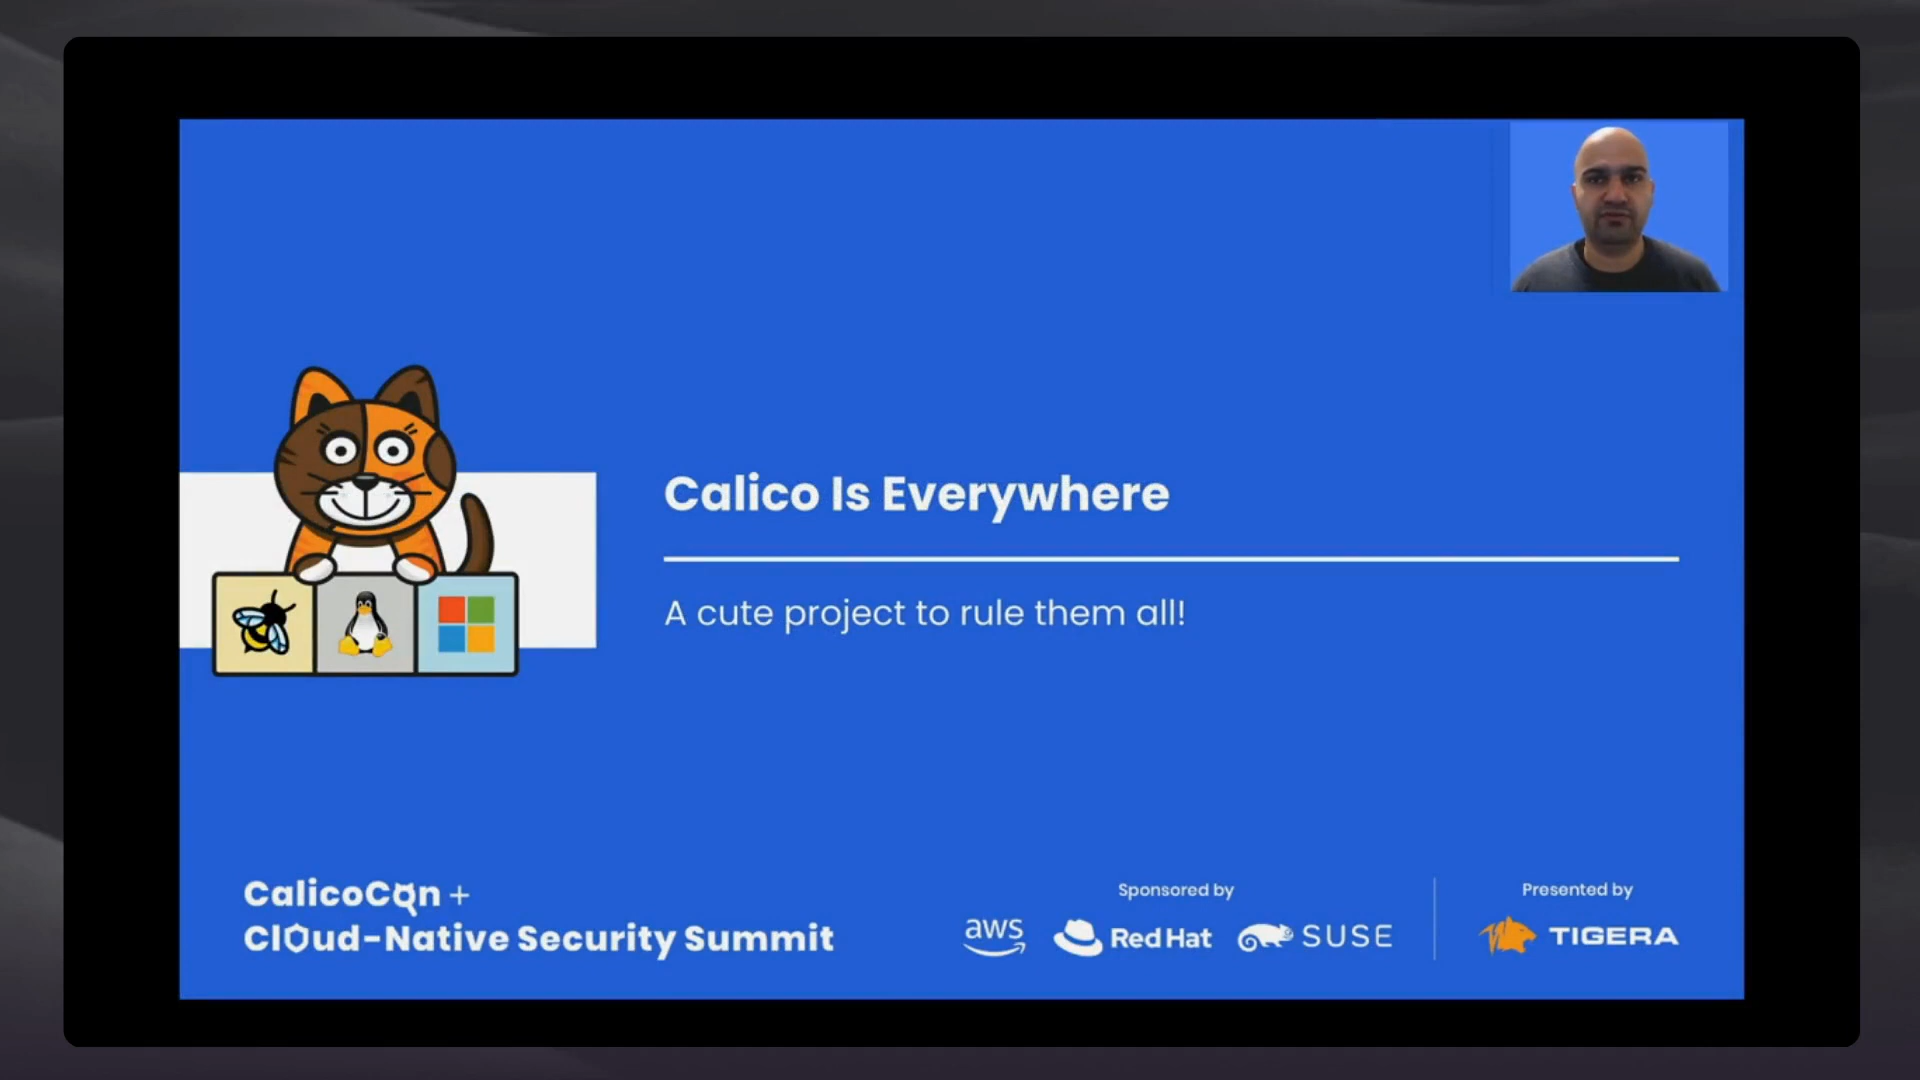 Calico Is Everywhere
A cute project to rule them all!
CalicoCon +
Cloud-Native Security Summit
Sponsored by
aws
Red Hat
SUSE
Presented by
TIGERA